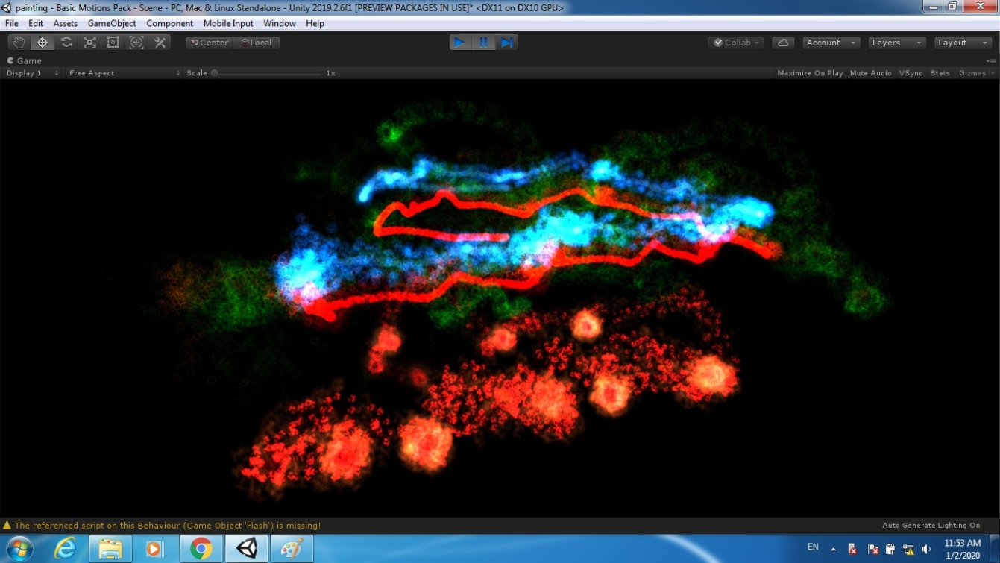 painting - Basic Motions Pack - Scene - PC, Mac & Linux Standalone - Unity 2019.2.6f1 [PREVIEW PACKAGES IN USE]* <DX11 on DX10 GPU>
File Edit Assets GameObject Component Mobile Input Window Help
Center Local Collab Account Layers Layout
Game
Display 1 Free Aspect Scale 1x Maximize On Play Mute Audio VSync Stats Gizmos
The referenced script on this Behaviour (Game Object 'Flash') is missing! Auto Generate Lighting On
EN 11:53 AM
1/2/2020